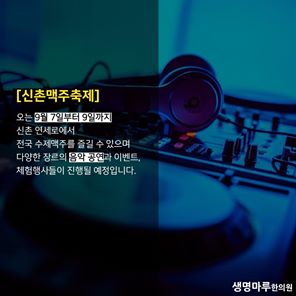 [신촌맥주축제]
오는 9월 7일부터 9일까지
신촌 연세로에서
전국 수제맥주를 즐길 수 있으며
다양한 장르의 음악 공연과 이벤트,
체험행사들이 진행될 예정입니다.
생명마루한의원